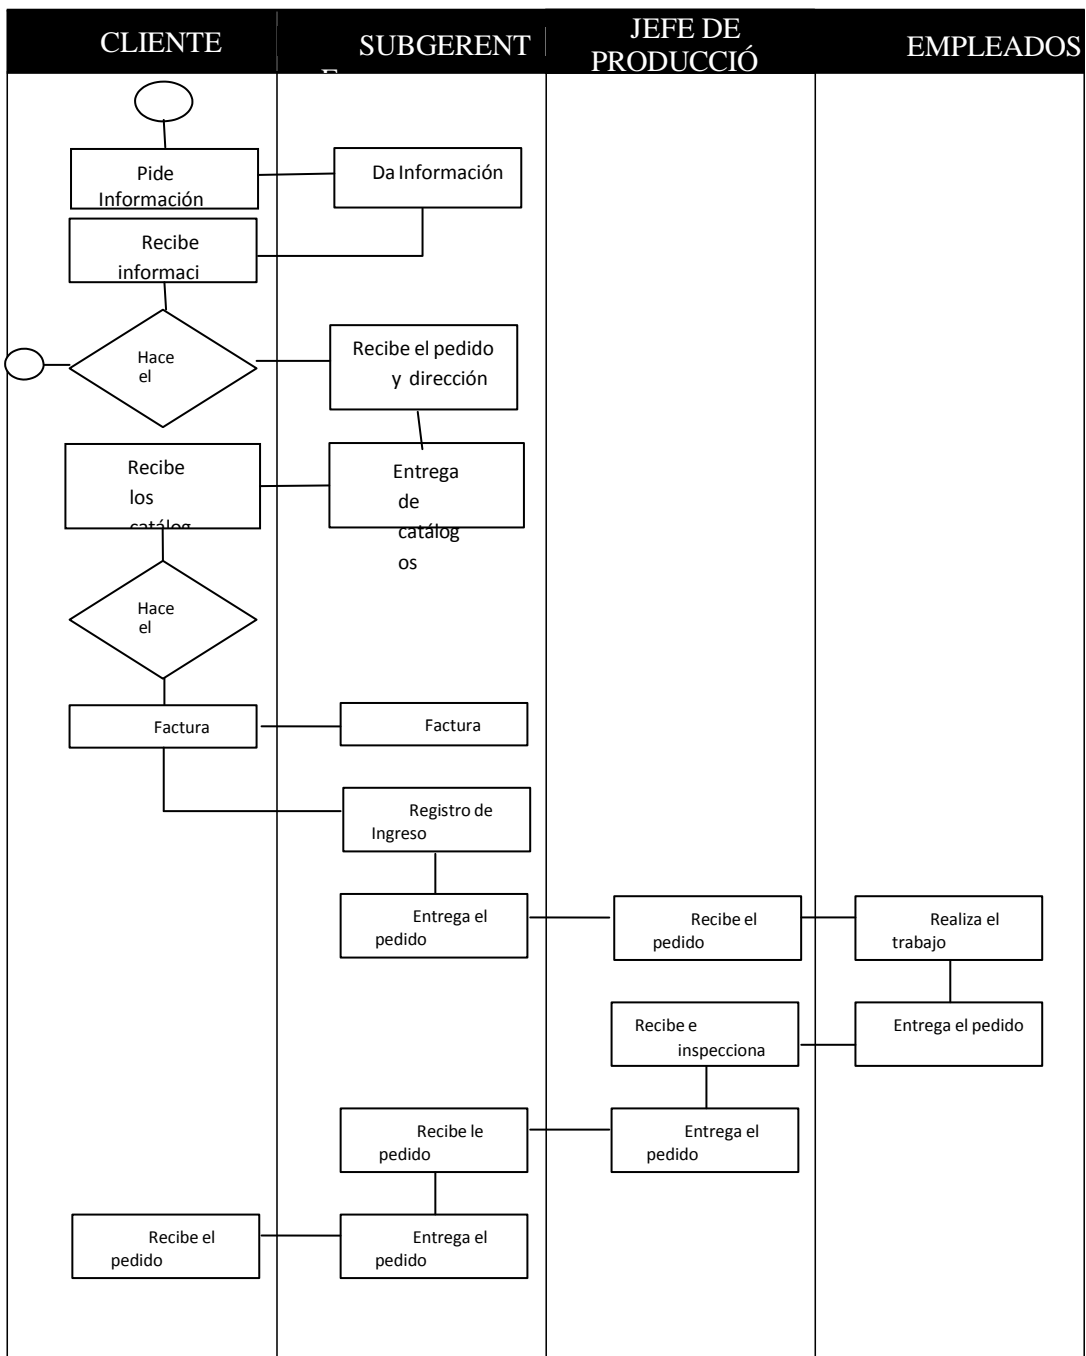 CLIENTE
SUBGERENT
E
JEFE DE
PRODUCCIÓ
EMPLEADOS
Pide
Información
Da Información
Recibe
informaci
Hace
el
Recibe el pedido
y dirección
Recibe
los
catálog
Entrega
de
catálog
os
Hace
el
Factura
Factura
Registro de
Ingreso
Entrega el
pedido
Recibe el
pedido
Realiza el
trabajo
Recibe e
inspecciona
Entrega el pedido
Recibe le
pedido
Entrega el
pedido
Recibe el
pedido
Entrega el
pedido